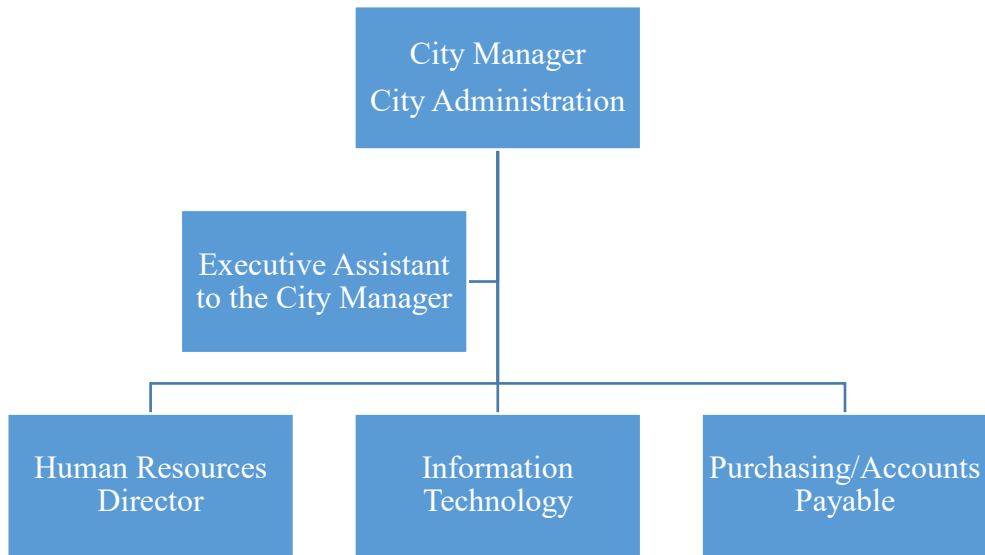 City Manager
City Administration
Executive Assistant
to the City Manager
Human Resources
Director
Information
Technology
Purchasing/Accounts
Payable